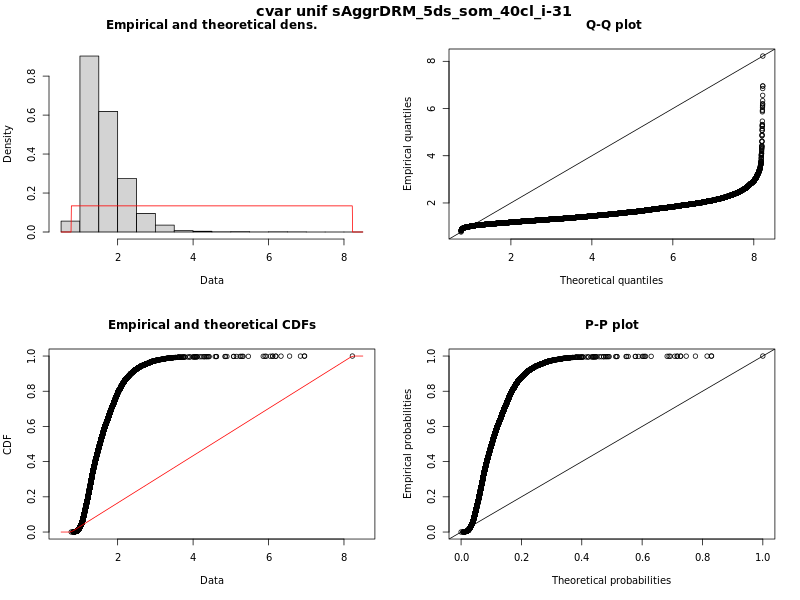 cvar unif sAggrDRM_5ds_som_40cl_i-31
Empirical and theoretical dens.
Density
0.0 0.2 0.4 0.6 0.8
2 4 6 8
Data
Q-Q plot
Empirical quantiles
2 4 6 8
2 4 6 8
Theoretical quantiles
Empirical and theoretical CDFs
CDF
0.0 0.2 0.4 0.6 0.8 1.0
2 4 6 8
Data
P-P plot
Empirical probabilities
0.0 0.2 0.4 0.6 0.8 1.0
0.0 0.2 0.4 0.6 0.8 1.0
Theoretical probabilities